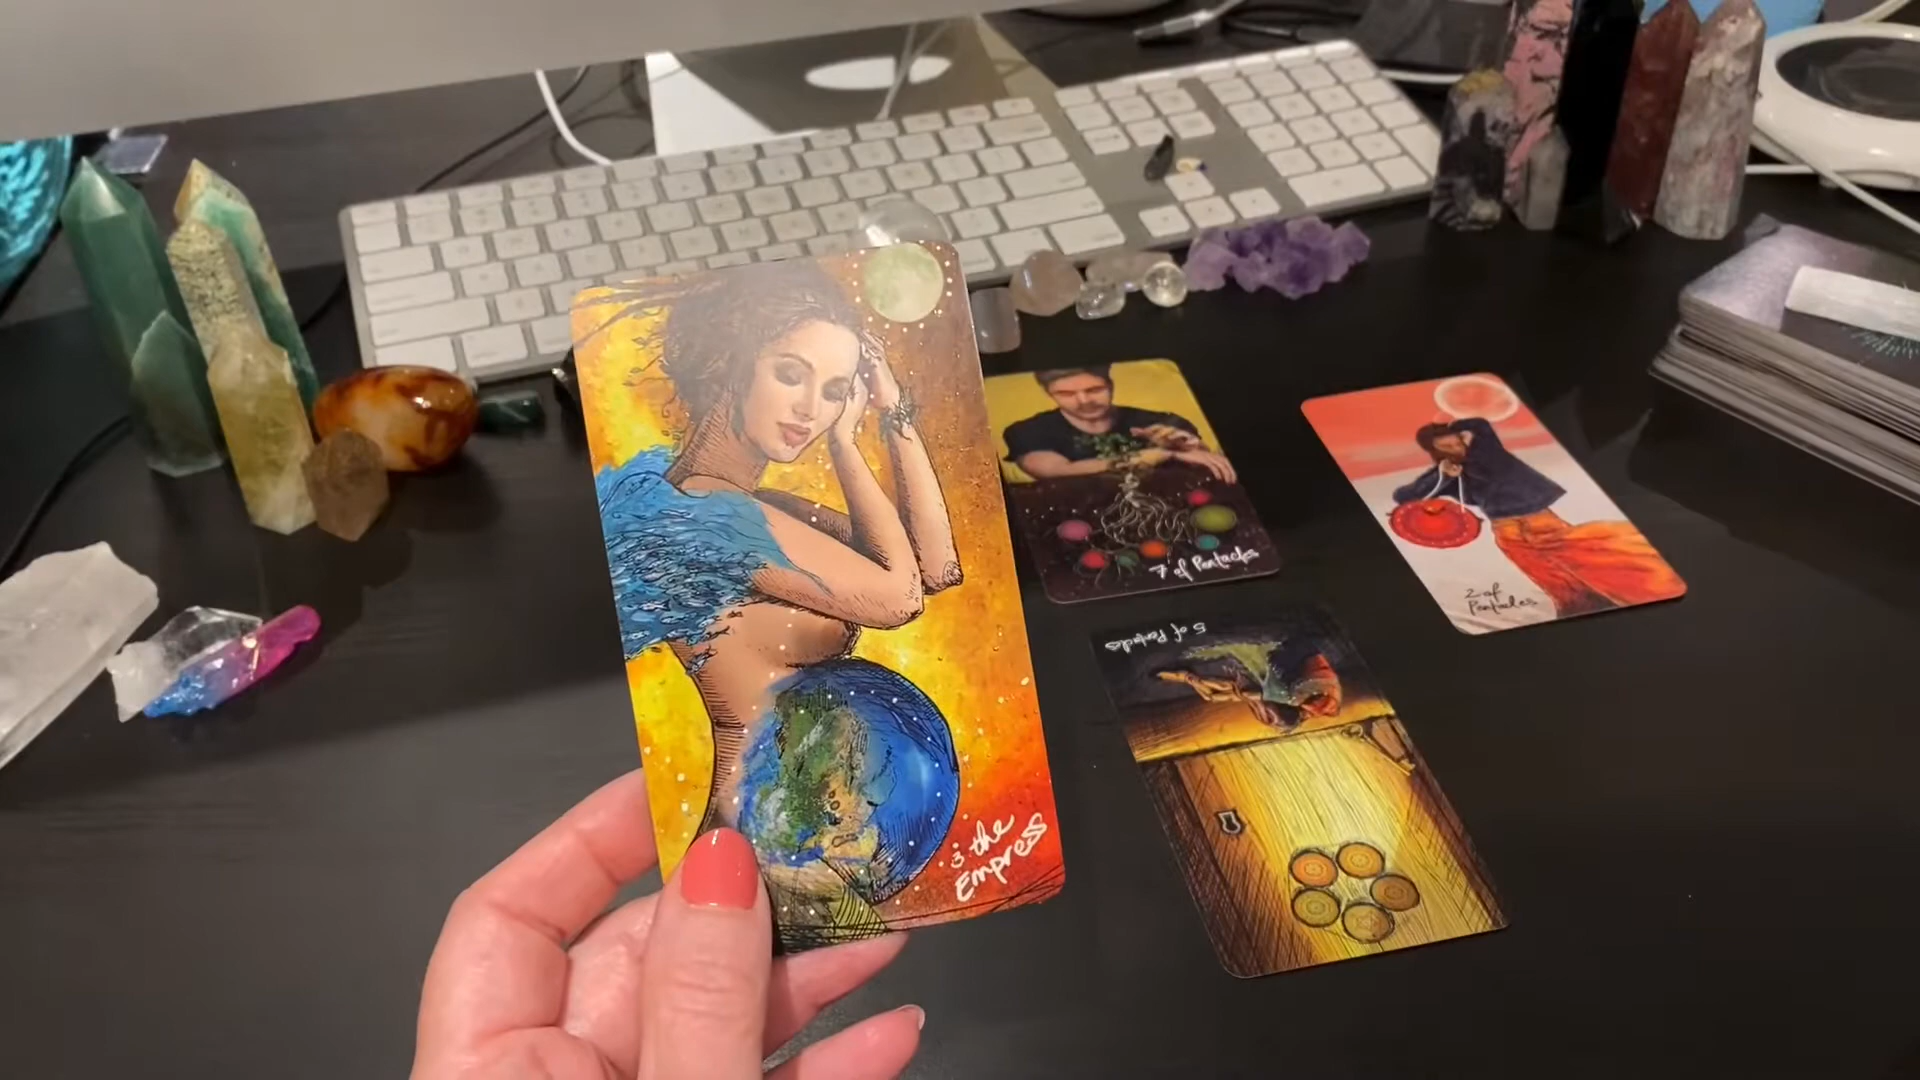 3 the
Empress
7 of Pentacles
2 of
Pentacles
5 of Pentacles